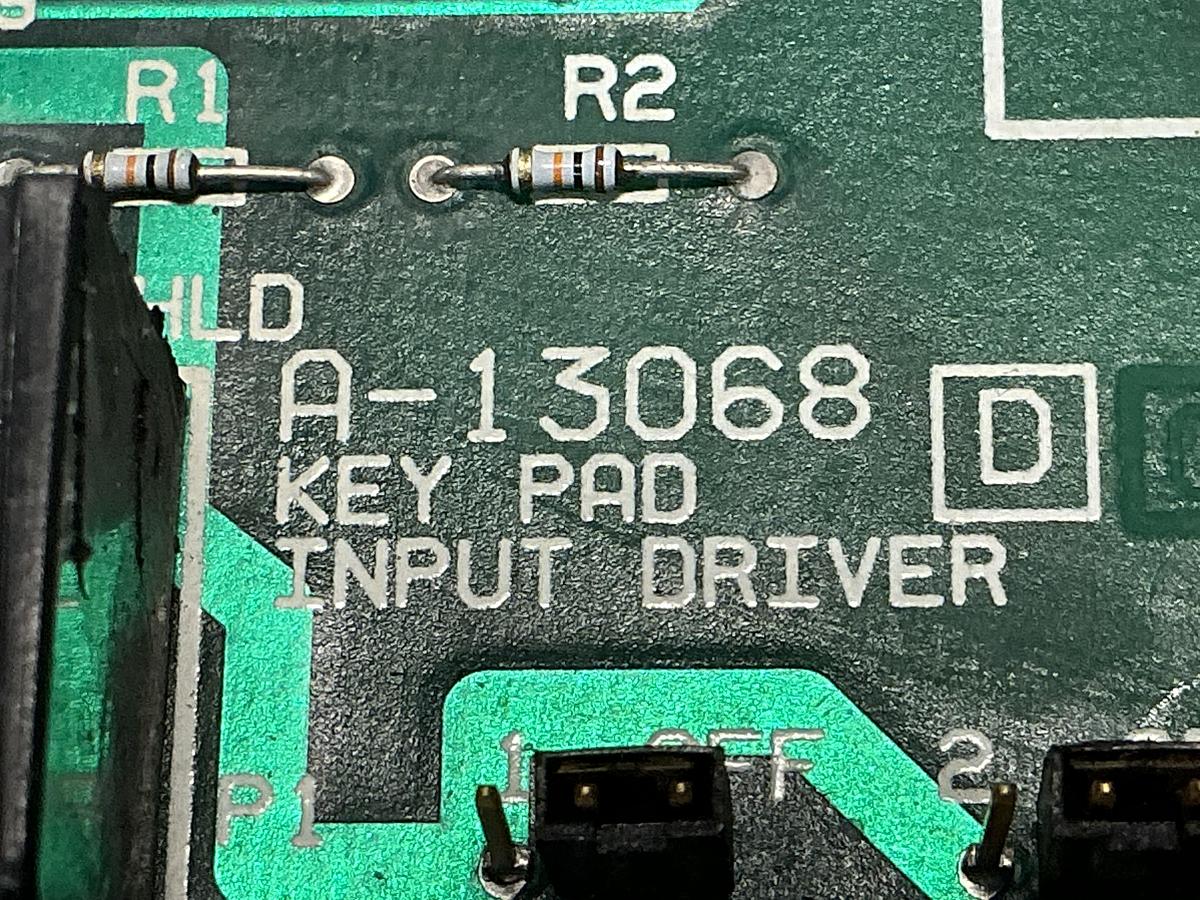 R1
R2
HLD
A-13068
D
KEY PAD
INPUT DRIVER
1 OFF 2
P1